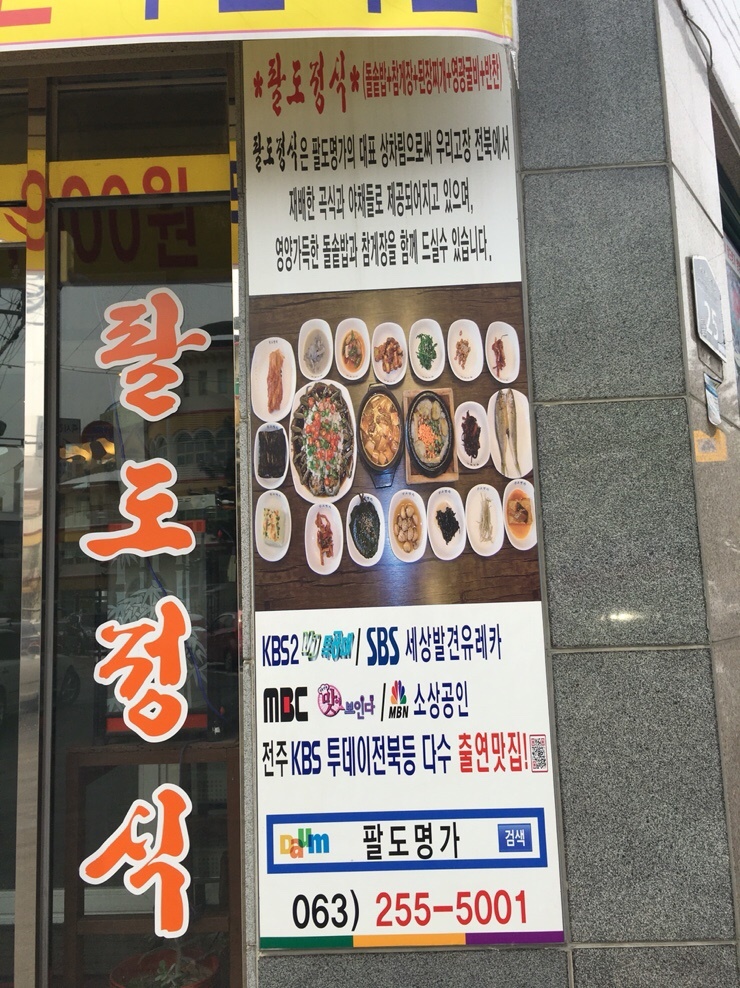 *팔도정식*(돌솥밥+참게장+된장찌개+영광굴비+반찬)
팔도정식은 팔도명가의 대표 상차림으로써 우리고장 전북에서
재배한 곡식과 야채들로 제공되어지고 있으며,
영양가득한 돌솥밥과 참게장을 함께 드실수 있습니다.
900원
팔
도
정
식
KBS2 / SBS 세상발견유레카
MBC 맛이 보인다 / MBN 소상공인
전주 KBS 투데이전북등 다수 출연맛집!
Daum 팔도명가 검색
063) 255-5001
25